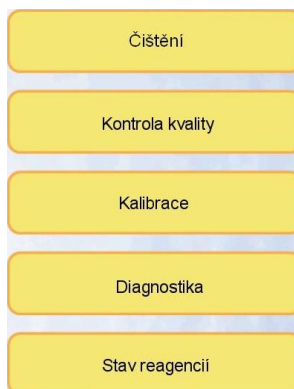 Čištění
Kontrola kvality
Kalibrace
Diagnostika
Stav reagencií